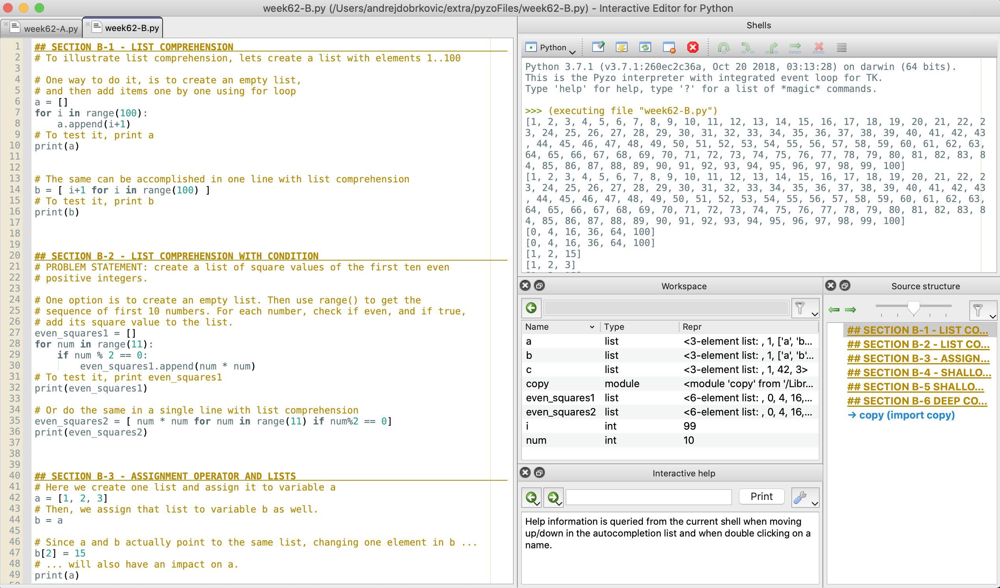 week62-B.py (/Users/andrejdobrkovic/extra/pyzoFiles/week62-B.py) - Interactive Editor for Python
week62-A.py
week62-B.py
1 ## SECTION B-1 - LIST COMPREHENSION
2 # To illustrate list comprehension, lets create a list with elements 1..100
3
4 # One way to do it, is to create an empty list,
5 # and then add items one by one using for loop
6 a = []
7 for i in range(100):
8     a.append(i+1)
9 # To test it, print a
10 print(a)
11
12
13 # The same can be accomplished in one line with list comprehension
14 b = [ i+1 for i in range(100) ]
15 # To test it, print b
16 print(b)
17
18
19
20 ## SECTION B-2 - LIST COMPREHENSION WITH CONDITION
21 # PROBLEM STATEMENT: create a list of square values of the first ten even
22 # positive integers.
23
24 # One option is to create an empty list. Then use range() to get the
25 # sequence of first 10 numbers. For each number, check if even, and if true,
26 # add its square value to the list.
27 even_squares1 = []
28 for num in range(11):
29     if num % 2 == 0:
30         even_squares1.append(num * num)
31 # To test it, print even_squares1
32 print(even_squares1)
33
34 # Or do the same in a single line with list comprehension
35 even_squares2 = [ num * num for num in range(11) if num%2 == 0]
36 print(even_squares2)
37
38
39
40 ## SECTION B-3 - ASSIGNMENT OPERATOR AND LISTS
41 # Here we create one list and assign it to variable a
42 a = [1, 2, 3]
43 # Then, we assign that list to variable b as well.
44 b = a
45
46 # Since a and b actually point to the same list, changing one element in b ...
47 b[2] = 15
48 # ... will also have an impact on a.
49 print(a)
Shells
Python
Python 3.7.1 (v3.7.1:260ec2c36a, Oct 20 2018, 03:13:28) on darwin (64 bits).
This is the Pyzo interpreter with integrated event loop for TK.
Type 'help' for help, type '?' for a list of *magic* commands.
>>> (executing file "week62-B.py")
[1, 2, 3, 4, 5, 6, 7, 8, 9, 10, 11, 12, 13, 14, 15, 16, 17, 18, 19, 20, 21, 22, 2
3, 24, 25, 26, 27, 28, 29, 30, 31, 32, 33, 34, 35, 36, 37, 38, 39, 40, 41, 42, 43
, 44, 45, 46, 47, 48, 49, 50, 51, 52, 53, 54, 55, 56, 57, 58, 59, 60, 61, 62, 63,
64, 65, 66, 67, 68, 69, 70, 71, 72, 73, 74, 75, 76, 77, 78, 79, 80, 81, 82, 83, 8
4, 85, 86, 87, 88, 89, 90, 91, 92, 93, 94, 95, 96, 97, 98, 99, 100]
[1, 2, 3, 4, 5, 6, 7, 8, 9, 10, 11, 12, 13, 14, 15, 16, 17, 18, 19, 20, 21, 22, 2
3, 24, 25, 26, 27, 28, 29, 30, 31, 32, 33, 34, 35, 36, 37, 38, 39, 40, 41, 42, 43
, 44, 45, 46, 47, 48, 49, 50, 51, 52, 53, 54, 55, 56, 57, 58, 59, 60, 61, 62, 63,
64, 65, 66, 67, 68, 69, 70, 71, 72, 73, 74, 75, 76, 77, 78, 79, 80, 81, 82, 83, 8
4, 85, 86, 87, 88, 89, 90, 91, 92, 93, 94, 95, 96, 97, 98, 99, 100]
[0, 4, 16, 36, 64, 100]
[0, 4, 16, 36, 64, 100]
[1, 2, 15]
[1, 2, 3]
Workspace
Name Type Repr
a list <3-element list: , 1, ['a', 'b...
b list <3-element list: , 1, ['a', 'b'...
c list <3-element list: , 1, 42, 3>
copy module <module 'copy' from '/Libr...
even_squares1 list <6-element list: , 0, 4, 16,...
even_squares2 list <6-element list: , 0, 4, 16,...
i int 99
num int 10
Source structure
## SECTION B-1 - LIST CO...
## SECTION B-2 - LIST CO...
## SECTION B-3 - ASSIGN...
## SECTION B-4 - SHALLO...
## SECTION B-5 SHALLO...
## SECTION B-6 DEEP CO...
→ copy (import copy)
Interactive help
Print
Help information is queried from the current shell when moving
up/down in the autocompletion list and when double clicking on a
name.